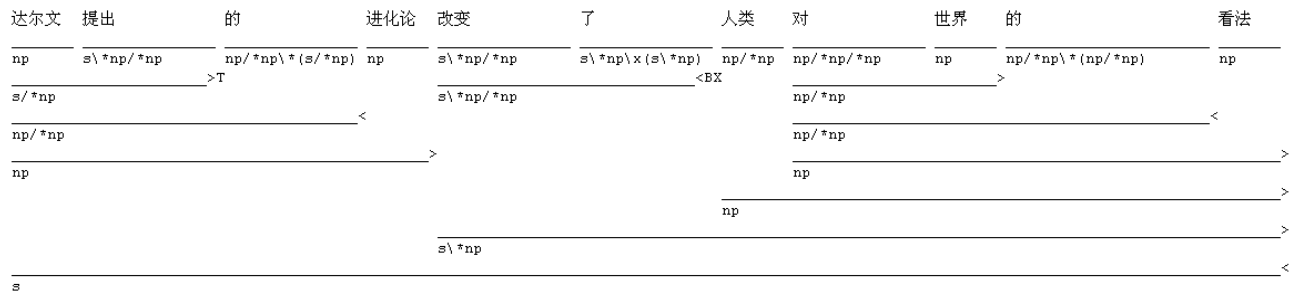 达尔文 提出 的 进化论 改变 了 人类 对 世界 的 看法
np s\*np/*np np/*np\*(s/*np) np s\*np/*np s\*np\x(s\*np) np/*np np/*np/*np np np/*np\*(np/*np) np
>T <BX >
s/*np s\*np/*np np/*np
< <
np/*np np/*np
> >
np np
>
np
>
s\*np
<
s